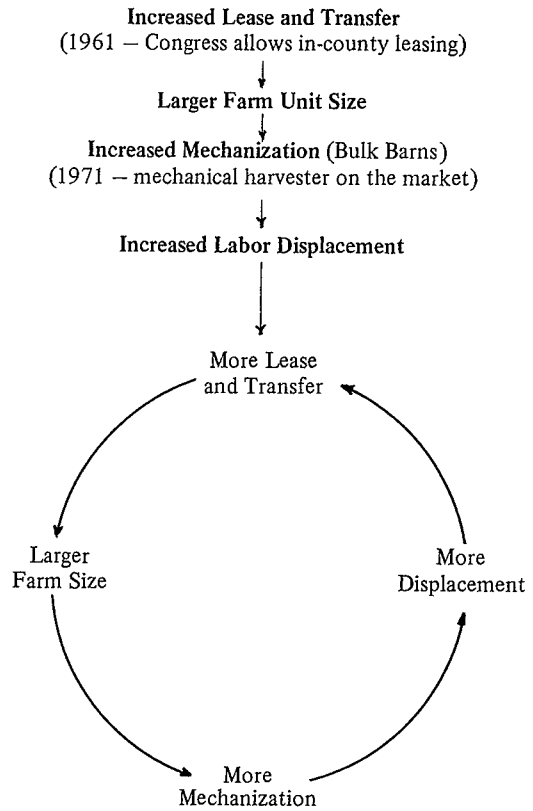 Increased Lease and Transfer
(1961 — Congress allows in-county leasing)
Larger Farm Unit Size
Increased Mechanization (Bulk Barns)
(1971 — mechanical harvester on the market)
Increased Labor Displacement
More Lease
and Transfer
Larger
Farm Size
More
Displacement
More
Mechanization